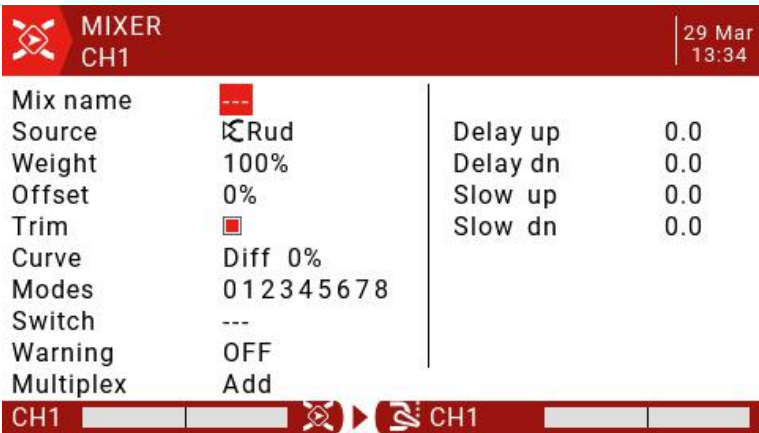 MIXER
CH1
29 Mar
13:34
Mix name ---
Source Rud
Weight 100%
Offset 0%
Trim
Curve Diff 0%
Modes 012345678
Switch ---
Warning OFF
Multiplex Add
Delay up 0.0
Delay dn 0.0
Slow up 0.0
Slow dn 0.0
CH1
CH1